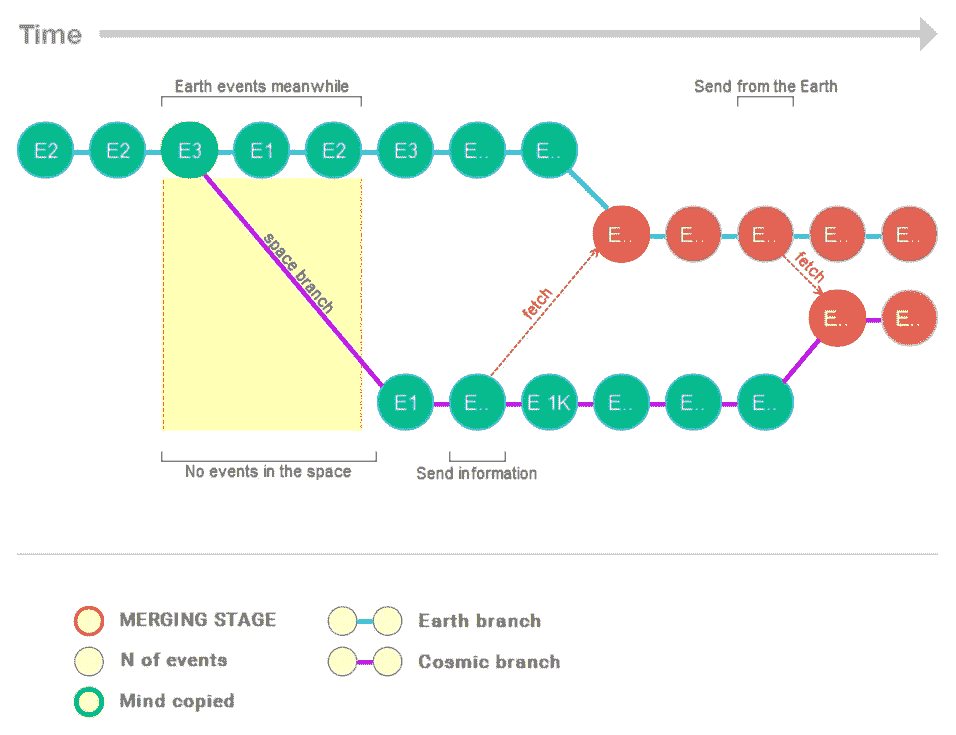 Time
Earth events meanwhile
Send from the Earth
E2 E2 E3 E1 E2 E3 E.. E..
E.. E.. E.. E.. E..
space branch
fetch
fetch
E.. E..
E1 E.. E 1K E.. E.. E..
No events in the space
Send information
MERGING STAGE
Earth branch
N of events
Cosmic branch
Mind copied